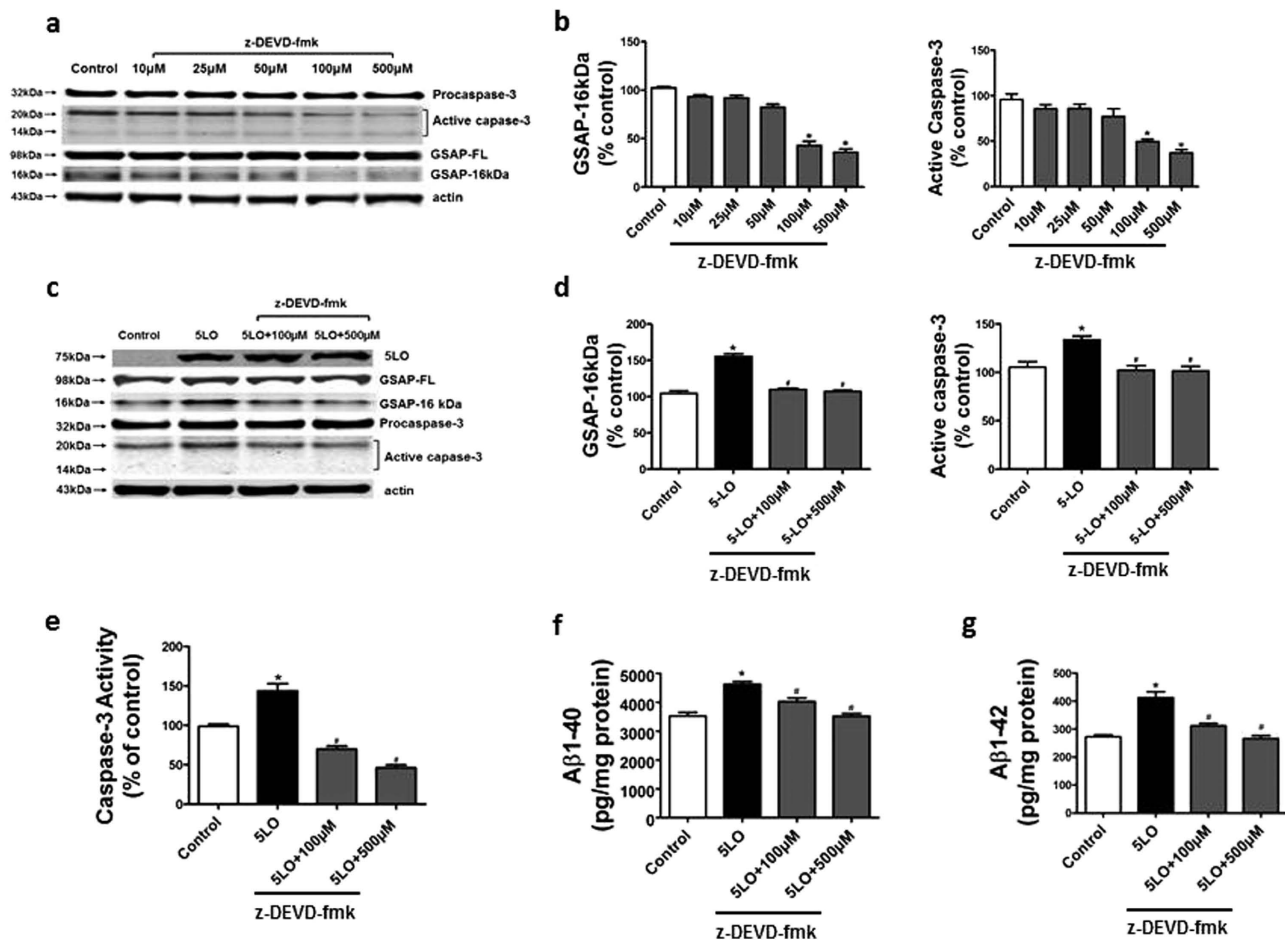 a
z-DEVD-fmk
Control 10µM 25µM 50µM 100µM 500µM
32kDa Procaspase-3
20kDa Active capase-3
14kDa
98kDa GSAP-FL
16kDa GSAP-16kDa
43kDa actin
b
GSAP-16kDa
(% control)
150
100
50
0
Control 10µM 25µM 50µM 100µM 500µM
* *
z-DEVD-fmk
Active Caspase-3
(% control)
150
100
50
0
Control 10µM 25µM 50µM 100µM 500µM
* *
z-DEVD-fmk
c
z-DEVD-fmk
Control 5LO 5LO+100µM 5LO+500µM
75kDa 5LO
98kDa GSAP-FL
16kDa GSAP-16 kDa
32kDa Procaspase-3
20kDa Active capase-3
14kDa
43kDa actin
d
GSAP-16kDa
(% control)
200
150
100
50
0
* # #
Control 5-LO 5-LO+100µM 5-LO+500µM
z-DEVD-fmk
Active caspase-3
(% control)
150
100
50
0
* # #
Control 5-LO 5-LO+100µM 5-LO+500µM
z-DEVD-fmk
e
Caspase-3 Activity
(% of control)
200
150
100
50
0
* # #
Control 5LO 5LO+100µM 5LO+500µM
z-DEVD-fmk
f
Aβ1-40
(pg/mg protein)
5000
4000
3000
2000
1000
0
* # #
Control 5LO 5LO+100µM 5LO+500µM
z-DEVD-fmk
g
Aβ1-42
(pg/mg protein)
500
400
300
200
100
0
* # #
Control 5LO 5LO+100µM 5LO+500µM
z-DEVD-fmk